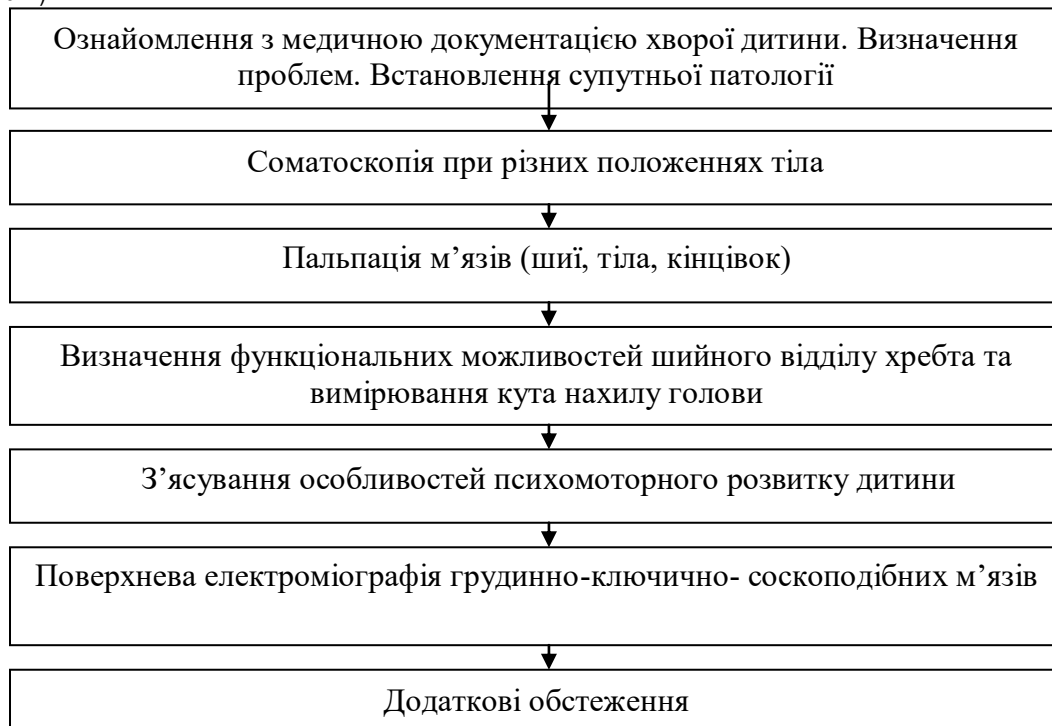 Ознайомлення з медичною документацією хворої дитини. Визначення
проблем. Встановлення супутньої патології
Соматоскопія при різних положеннях тіла
Пальпація м’язів (шиї, тіла, кінцівок)
Визначення функціональних можливостей шийного відділу хребта та
вимірювання кута нахилу голови
З’ясування особливостей психомоторного розвитку дитини
Поверхнева електроміографія грудинно-ключично- соскоподібних м’язів
Додаткові обстеження